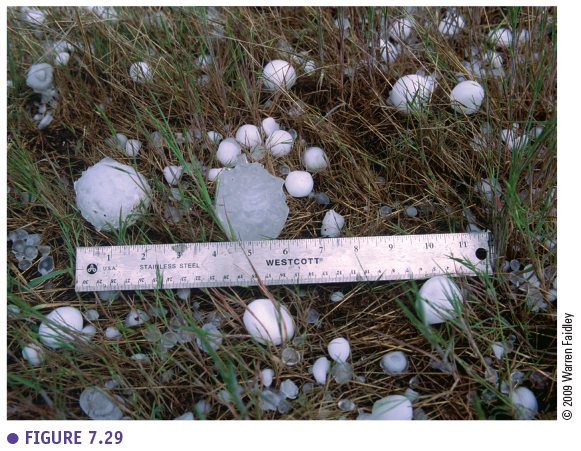 1 2 3 4 5 6 7 8 9 10 11
USA STAINLESS STEEL WESTCOTT®
© 2009 Warren Faidley
● FIGURE 7.29